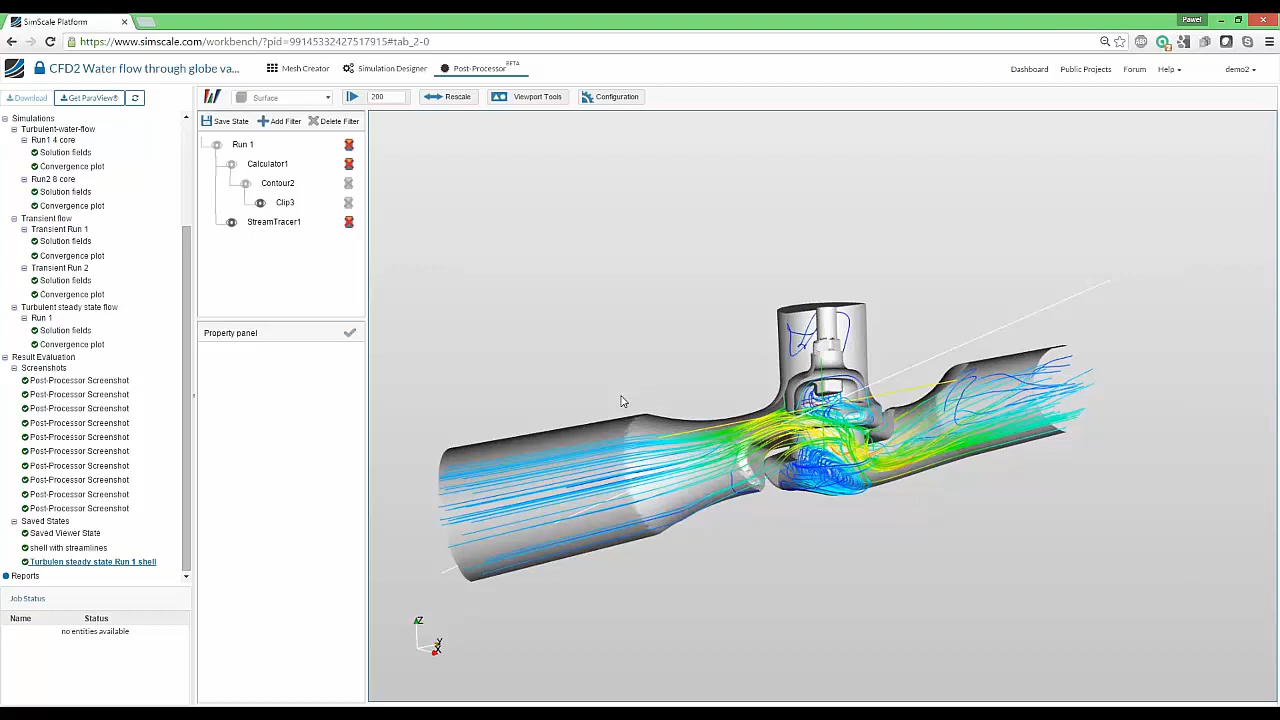 SimScale Platform
Pawel
https://www.simscale.com/workbench/?pid=99145332427517915#tab_2-0
CFD2 Water flow through globe va...
Mesh Creator
Simulation Designer
Post-Processor BETA
Dashboard
Public Projects
Forum
Help
demo2
Download
Get ParaView®
Surface
200
Rescale
Viewport Tools
Configuration
Simulations
Turbulent-water-flow
Run1 4 core
Solution fields
Convergence plot
Run2 8 core
Solution fields
Convergence plot
Transient flow
Transient Run 1
Solution fields
Convergence plot
Transient Run 2
Solution fields
Convergence plot
Turbulent steady state flow
Run 1
Solution fields
Convergence plot
Result Evaluation
Screenshots
Post-Processor Screenshot
Post-Processor Screenshot
Post-Processor Screenshot
Post-Processor Screenshot
Post-Processor Screenshot
Post-Processor Screenshot
Post-Processor Screenshot
Post-Processor Screenshot
Post-Processor Screenshot
Post-Processor Screenshot
Saved States
Saved Viewer State
shell with streamlines
Turbulen steady state Run 1 shell
Reports
Job Status
Name Status
no entities available
Save State Add Filter Delete Filter
Run 1
Calculator1
Contour2
Clip3
StreamTracer1
Property panel
Z
Y
X